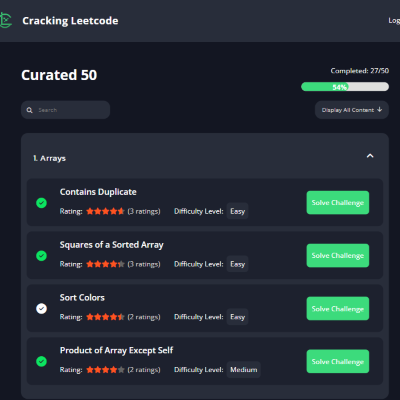 Cracking Leetcode
Log
Curated 50
Completed: 27/50
54%
Search
Display All Content
1. Arrays
Contains Duplicate
Rating: (3 ratings) Difficulty Level: Easy
Solve Challenge
Squares of a Sorted Array
Rating: (3 ratings) Difficulty Level: Easy
Solve Challenge
Sort Colors
Rating: (2 ratings) Difficulty Level: Easy
Solve Challenge
Product of Array Except Self
Rating: (2 ratings) Difficulty Level: Medium
Solve Challenge